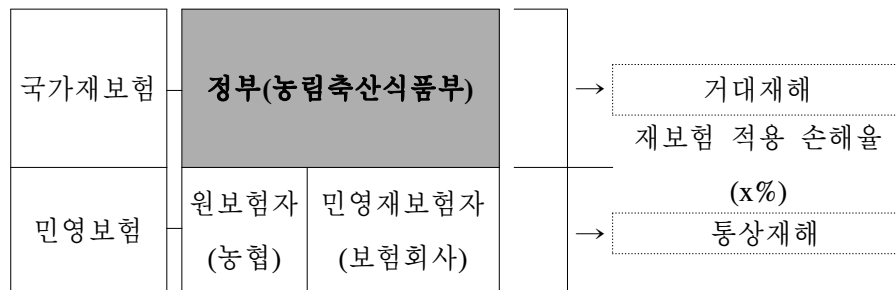 국가재보험 정부(농림축산식품부) → 거대재해
재보험 적용 손해율
(x%)
민영보험 원보험자 민영재보험자 → 통상재해
(농협) (보험회사)